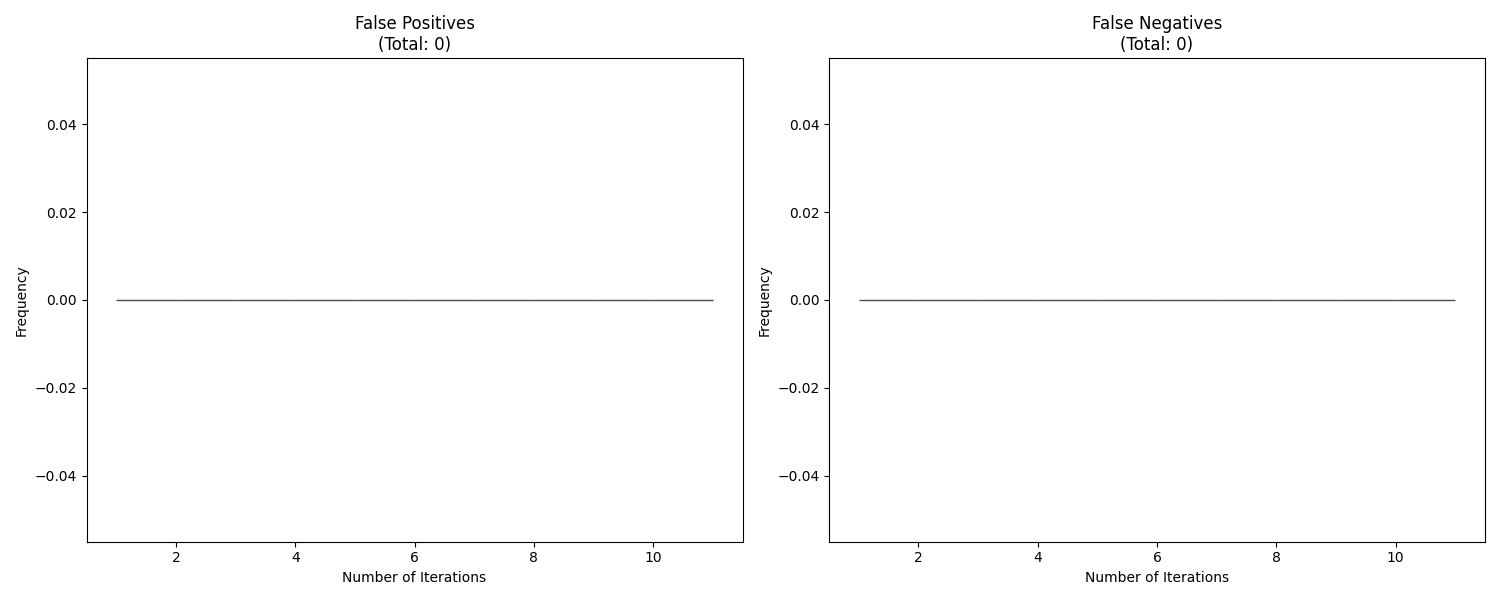 False Positives
(Total: 0)
Frequency
0.04
0.02
0.00
−0.02
−0.04
2 4 6 8 10
Number of Iterations
False Negatives
(Total: 0)
Frequency
0.04
0.02
0.00
−0.02
−0.04
2 4 6 8 10
Number of Iterations